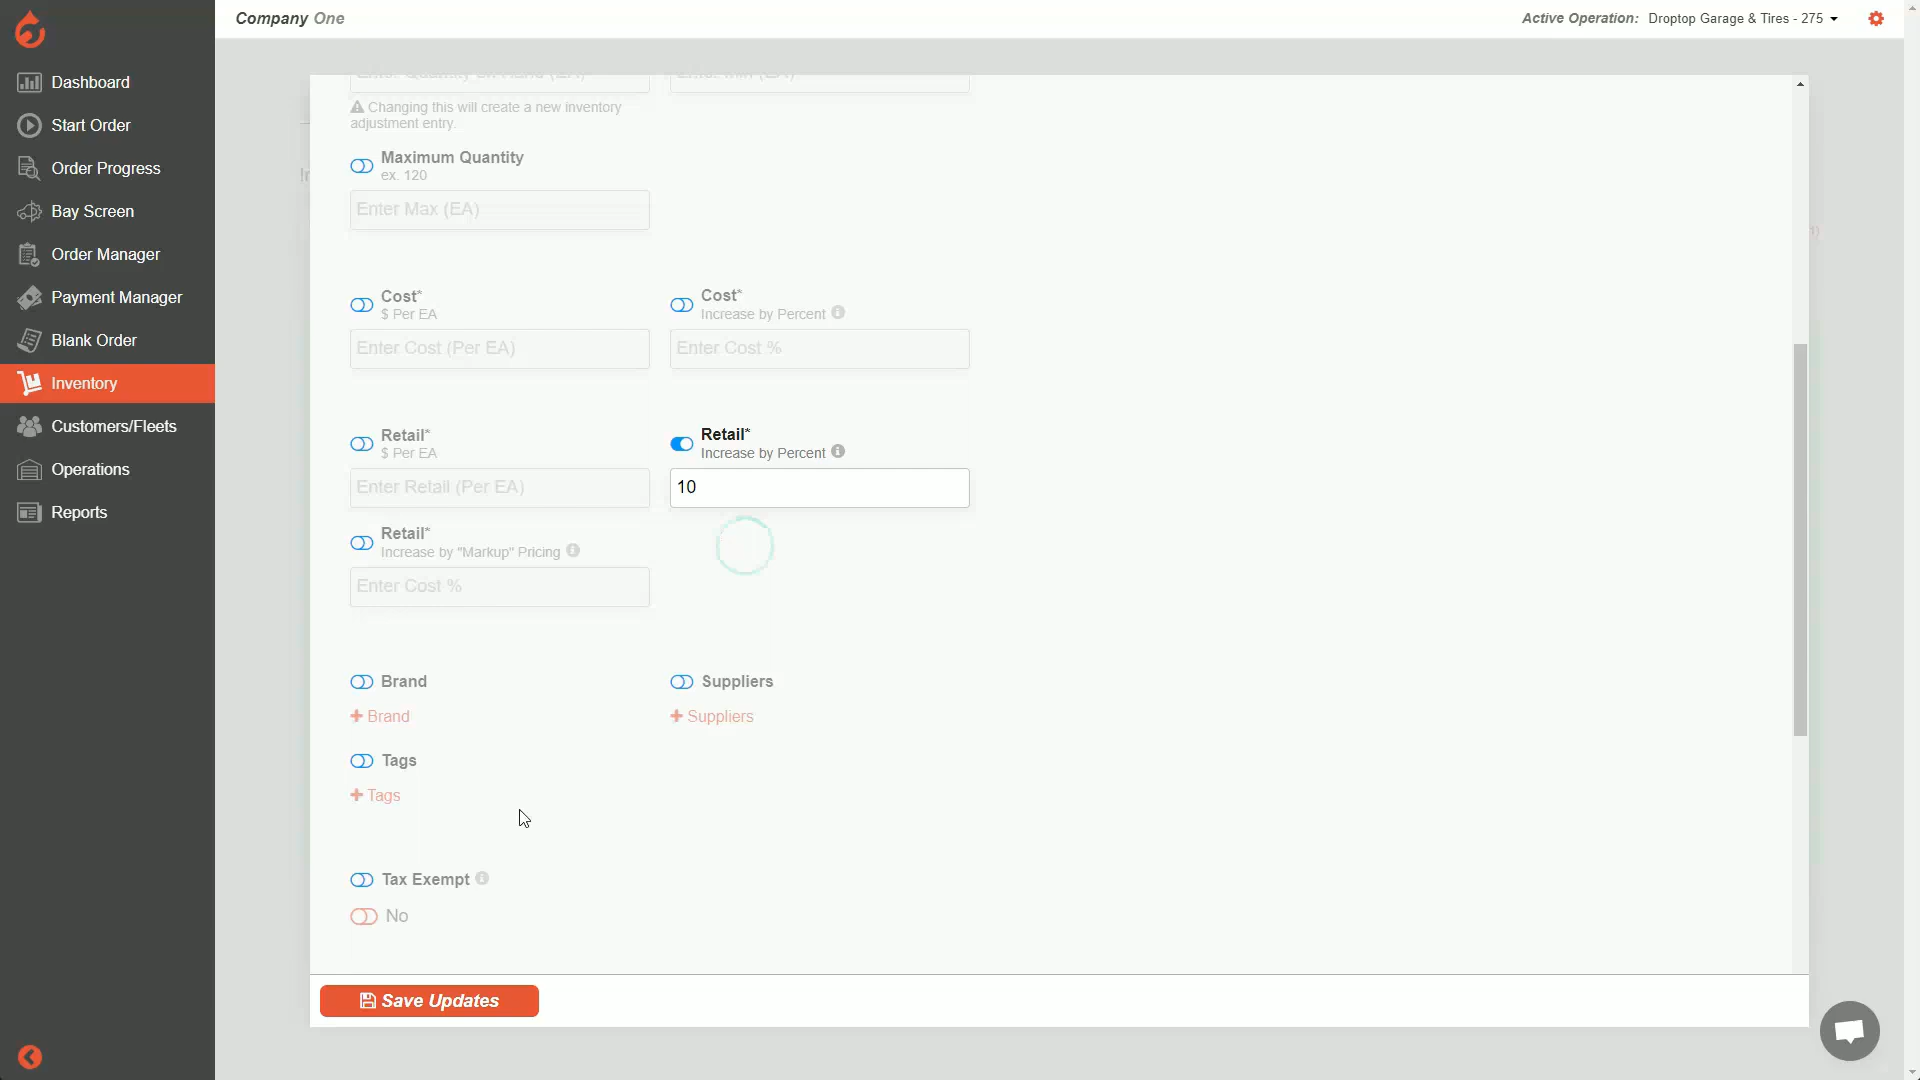 Company One
Active Operation: Droptop Garage & Tires - 275
Dashboard
Start Order
Order Progress
Bay Screen
Order Manager
Payment Manager
Blank Order
Inventory
Customers/Fleets
Operations
Reports
Changing this will create a new inventory
adjustment entry.
Maximum Quantity
ex. 120
Enter Max (EA)
Cost*
$ Per EA
Enter Cost (Per EA)
Cost*
Increase by Percent
Enter Cost %
Retail*
$ Per EA
Enter Retail (Per EA)
Retail*
Increase by Percent
10
Retail*
Increase by "Markup" Pricing
Enter Cost %
Brand
+ Brand
Suppliers
+ Suppliers
Tags
+ Tags
Tax Exempt
No
Save Updates